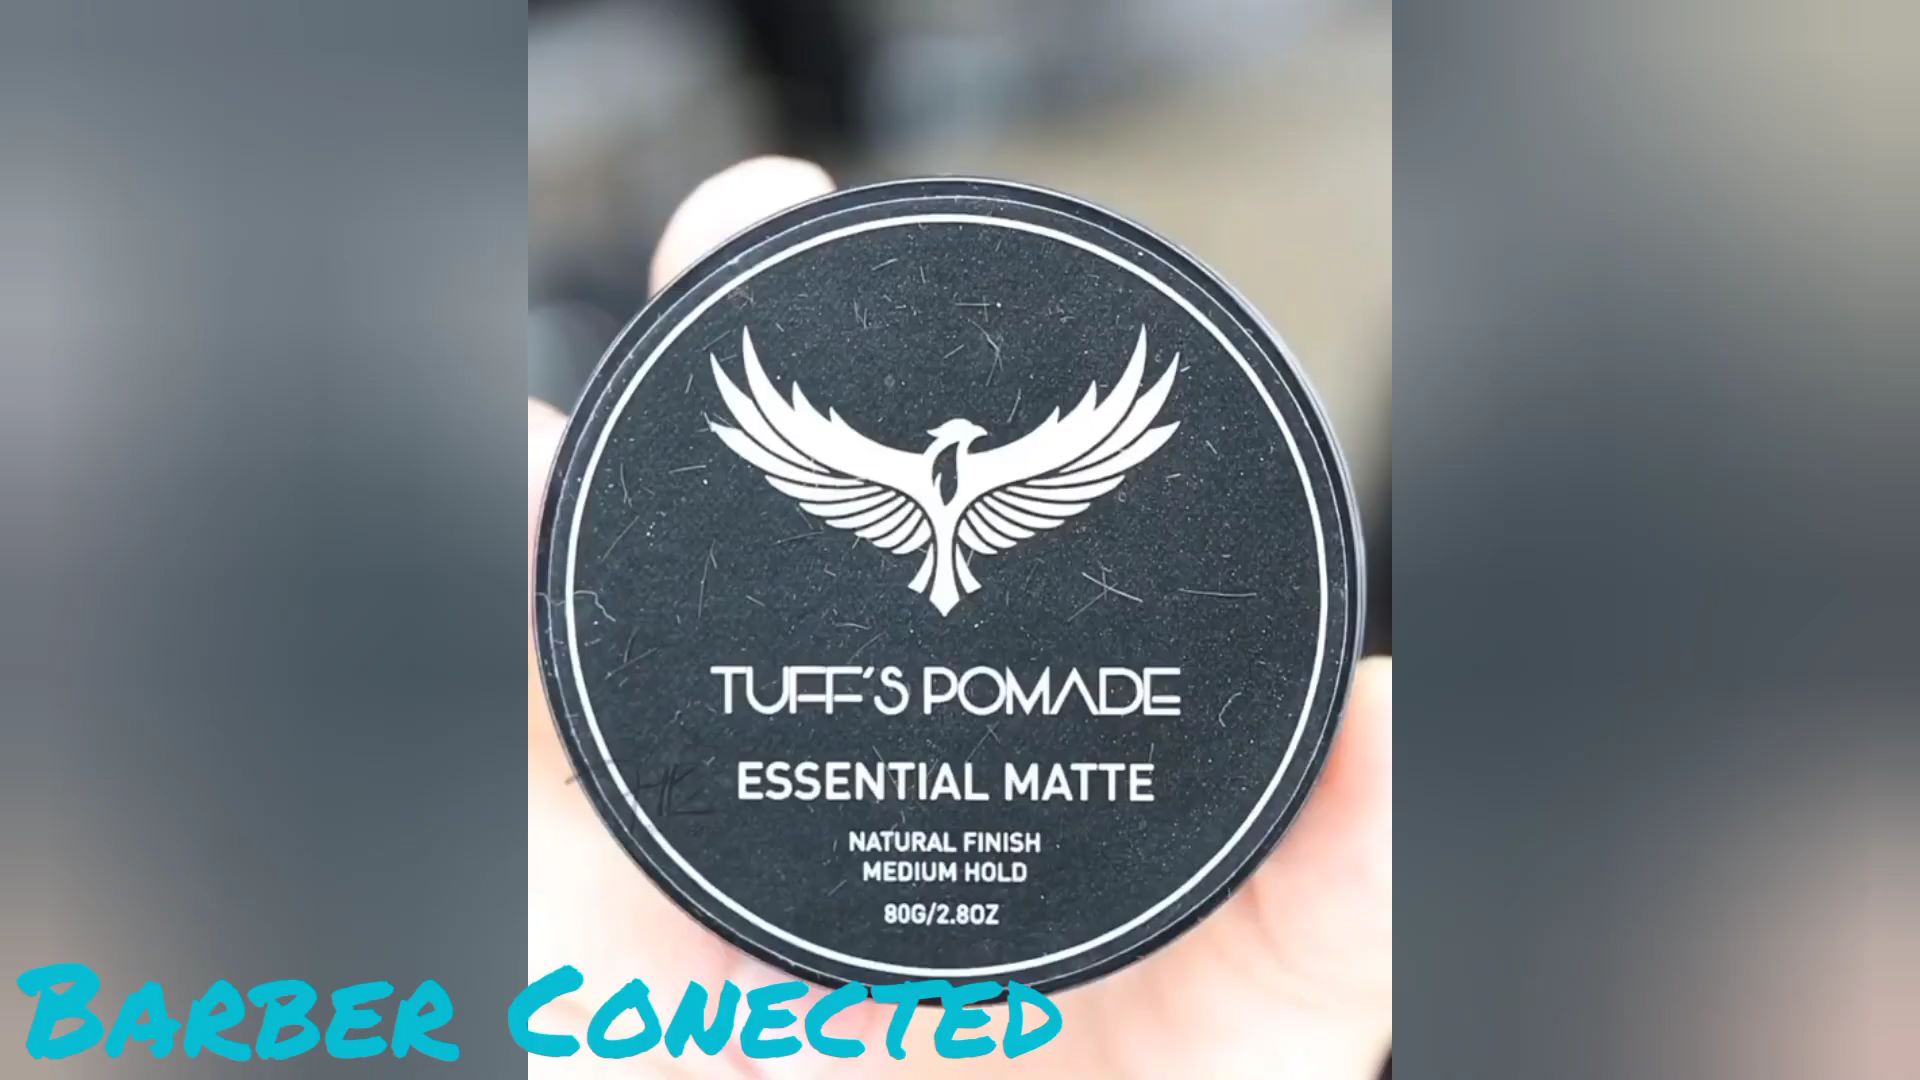 TUFF'S POMADE
ESSENTIAL MATTE
NATURAL FINISH
MEDIUM HOLD
80G/2.8OZ
BARBER CONECTED